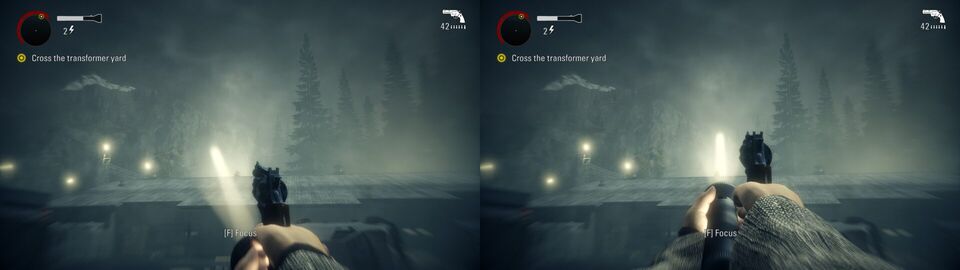 2
42
Cross the transformer yard
[F] Focus
2
42
Cross the transformer yard
[F] Focus